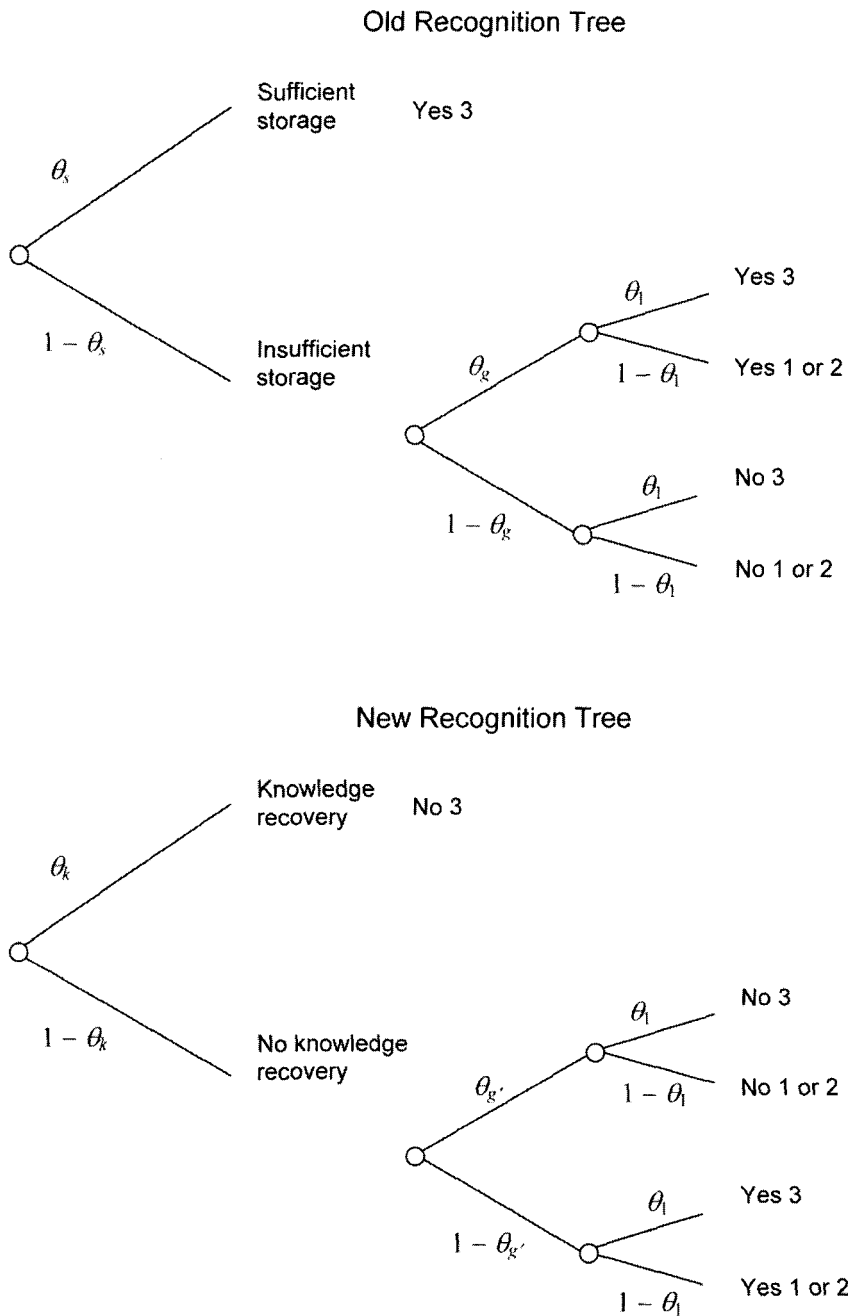 Old Recognition Tree
Sufficient
storage
Yes 3
θs
1 − θs
Insufficient
storage
θg
1 − θg
θ1
Yes 3
1 − θ1
Yes 1 or 2
θ1
No 3
1 − θ1
No 1 or 2
New Recognition Tree
Knowledge
recovery
No 3
θk
1 − θk
No knowledge
recovery
θg′
1 − θg′
θ1
No 3
1 − θ1
No 1 or 2
θ1
Yes 3
1 − θ1
Yes 1 or 2